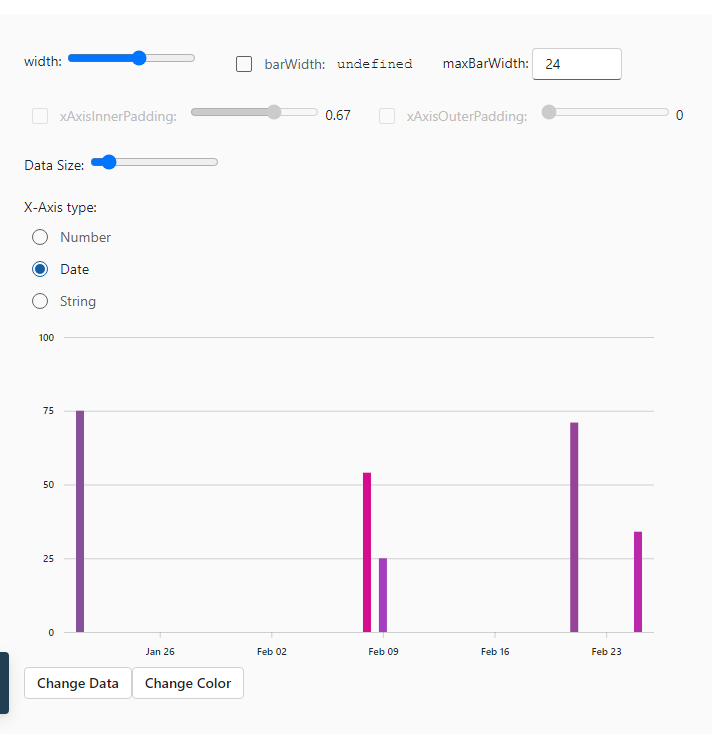 width: barWidth: undefined maxBarWidth: 24
xAxisInnerPadding: 0.67 xAxisOuterPadding: 0
Data Size:
X-Axis type:
Number
Date
String
100
75
50
25
0
Jan 26 Feb 02 Feb 09 Feb 16 Feb 23
Change Data Change Color